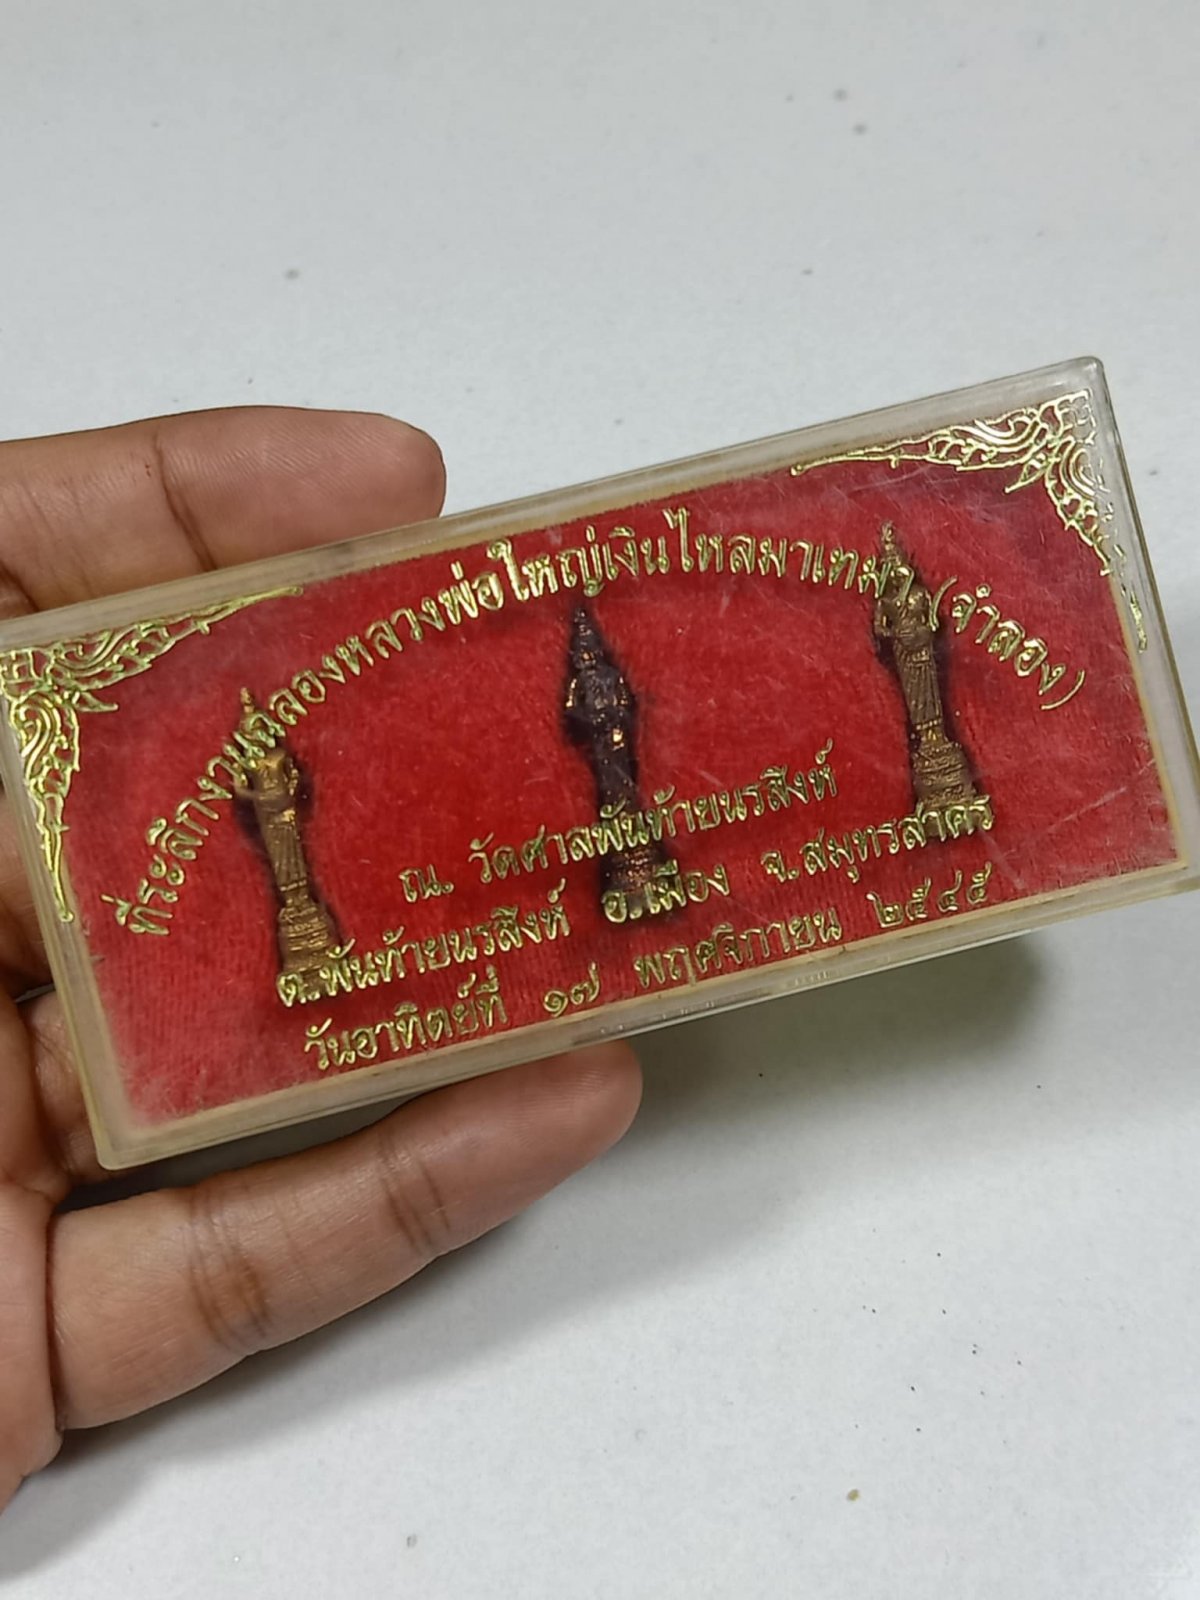 ที่ระลึกงานฉลองหลวงพ่อใหญ่เงินไหลมาเทมา (จำลอง)
ณ. วัดศาลพันท้ายนรสิงห์
ต.พันท้ายนรสิงห์ อ.เมือง จ.สมุทรสาคร
วันอาทิตย์ที่ ๑๗ พฤศจิกายน ๒๕๔๕